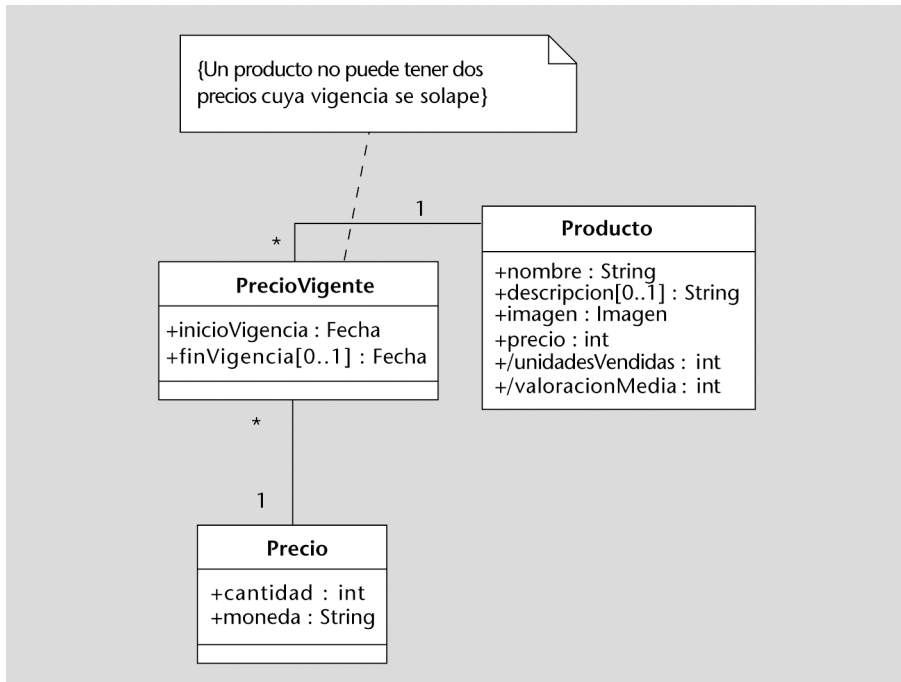 {Un producto no puede tener dos
precios cuya vigencia se solape}
1
*
Producto
+nombre : String
+descripcion[0..1] : String
+imagen : Imagen
+precio : int
+/unidadesVendidas : int
+/valoracionMedia : int
PrecioVigente
+inicioVigencia : Fecha
+finVigencia[0..1] : Fecha
*
1
Precio
+cantidad : int
+moneda : String